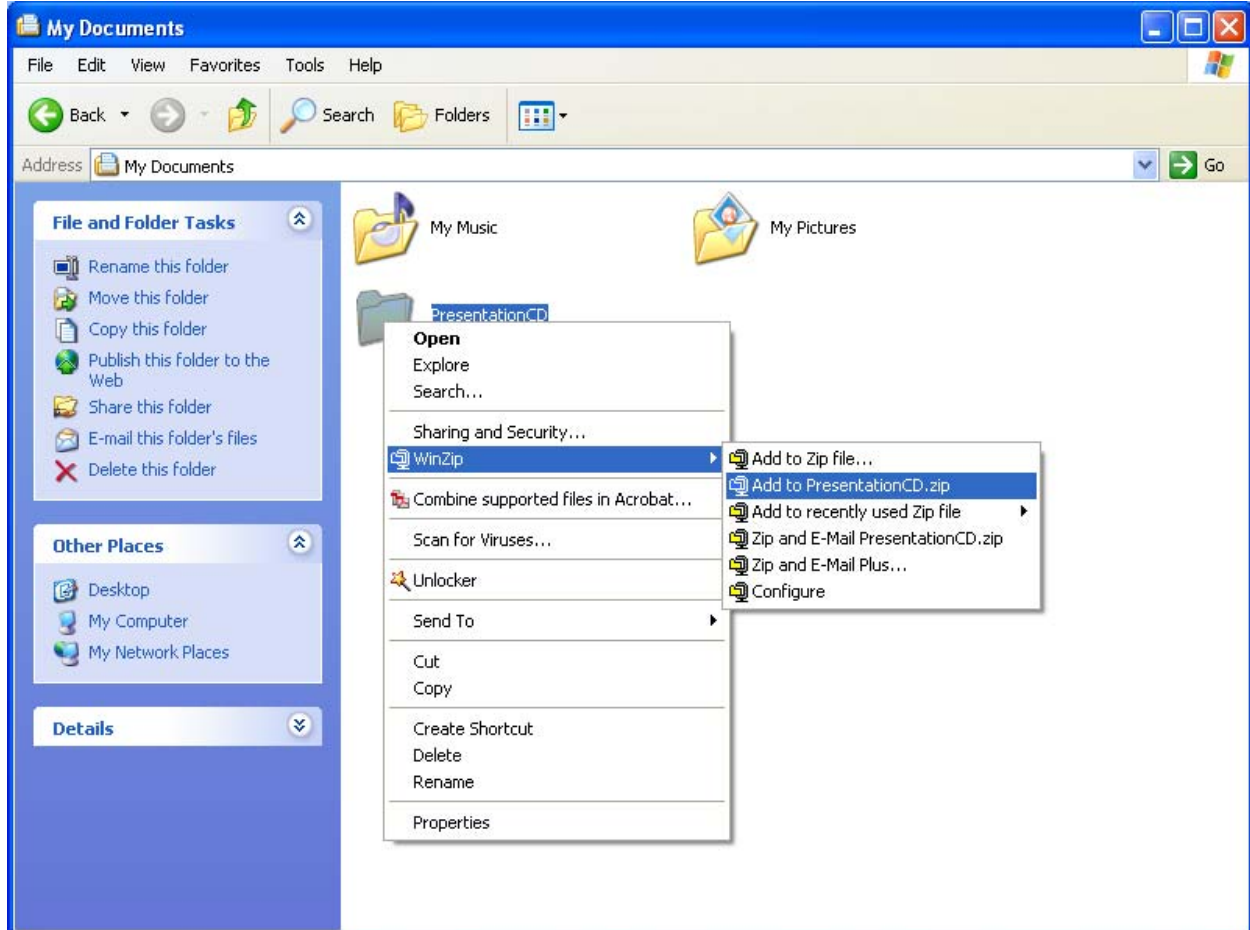 My Documents
File Edit View Favorites Tools Help
Back Search Folders
Address My Documents Go
File and Folder Tasks
Rename this folder
Move this folder
Copy this folder
Publish this folder to the
Web
Share this folder
E-mail this folder's files
Delete this folder
Other Places
Desktop
My Computer
My Network Places
Details
My Music
My Pictures
PresentationCD
Open
Explore
Search...
Sharing and Security...
WinZip
Combine supported files in Acrobat...
Scan for Viruses...
Unlocker
Send To
Cut
Copy
Create Shortcut
Delete
Rename
Properties
Add to Zip file...
Add to PresentationCD.zip
Add to recently used Zip file
Zip and E-Mail PresentationCD.zip
Zip and E-Mail Plus...
Configure